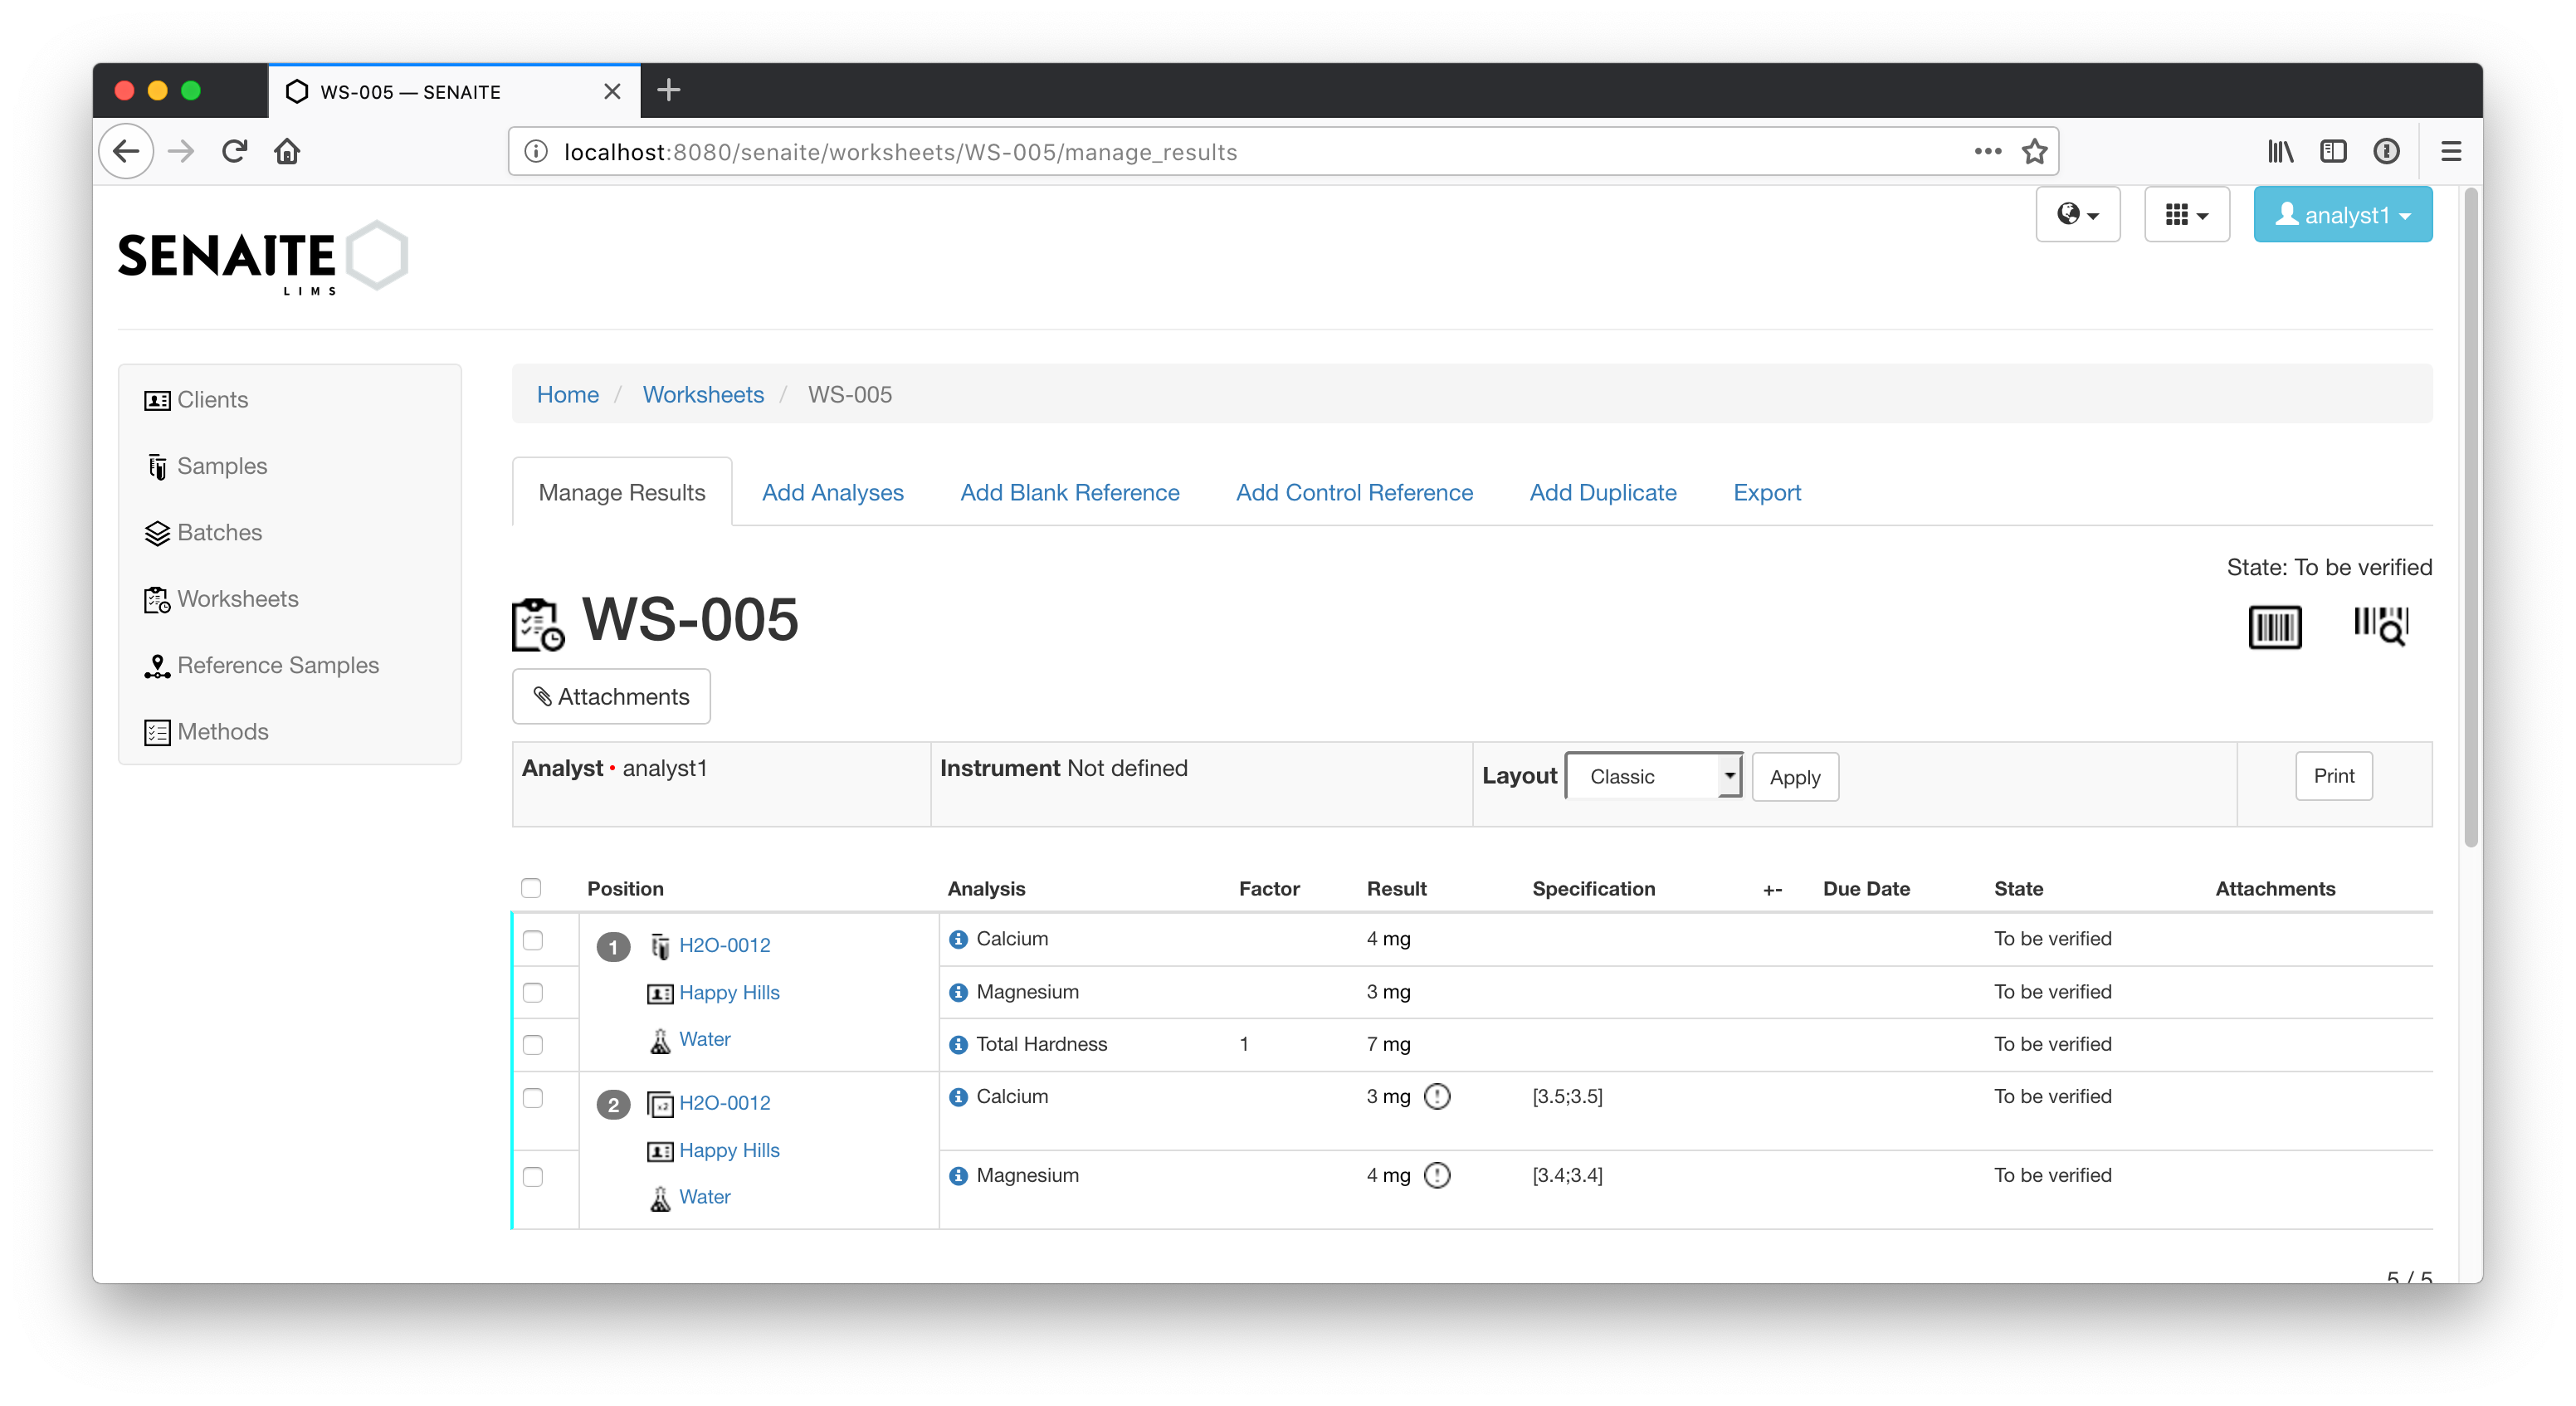 WS-005 — SENAITE
localhost:8080/senaite/worksheets/WS-005/manage_results
analyst1
SENAITE
LIMS
Clients
Samples
Batches
Worksheets
Reference Samples
Methods
Home / Worksheets / WS-005
Manage Results Add Analyses Add Blank Reference Add Control Reference Add Duplicate Export
State: To be verified
WS-005
Attachments
Analyst • analyst1 Instrument Not defined Layout Classic Apply Print
Position Analysis Factor Result Specification +- Due Date State Attachments
1 H2O-0012 Calcium 4 mg To be verified
Happy Hills Magnesium 3 mg To be verified
Water Total Hardness 1 7 mg To be verified
2 x2 H2O-0012 Calcium 3 mg [3.5;3.5] To be verified
Happy Hills
Magnesium 4 mg [3.4;3.4] To be verified
Water
5 / 5